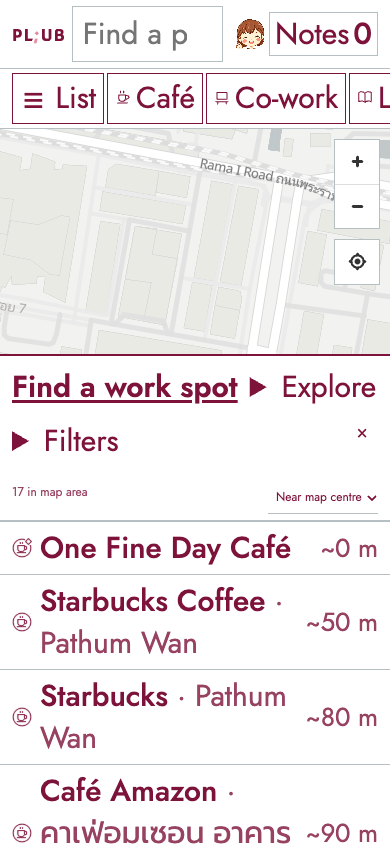 PL;UB Find a p Notes 0
List Café Co-work L
Rama I Road ถนนพระรา
อย 7
Find a work spot Explore
Filters ×
17 in map area Near map centre
One Fine Day Café ~0 m
Starbucks Coffee · ~50 m
Pathum Wan
Starbucks · Pathum ~80 m
Wan
Café Amazon ·
คาเฟ่อมเซอน อาคาร ~90 m